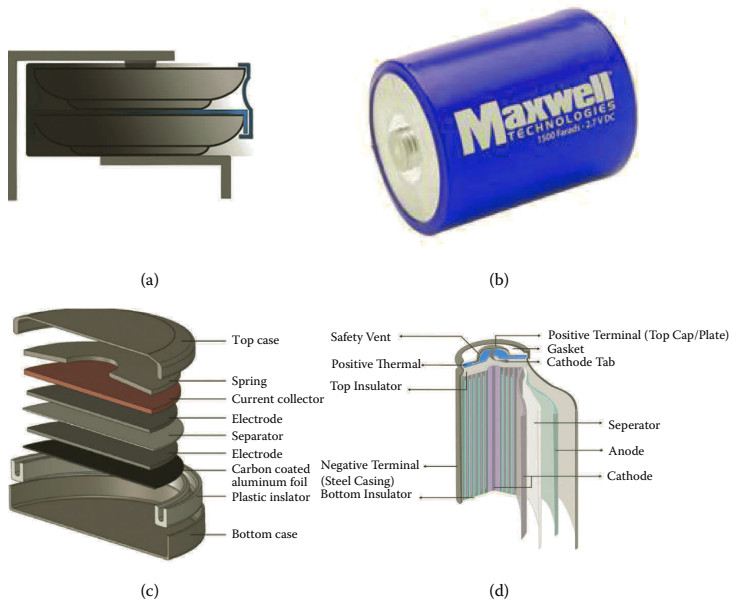 Maxwell
TECHNOLOGIES
1500 Farads - 2.7 V DC
(a)
(b)
Top case
Spring
Current collector
Electrode
Separator
Electrode
Carbon coated
aluminum foil
Plastic inslator
Bottom case
Safety Vent
Positive Thermal
Top Insulator
Negative Terminal
(Steel Casing)
Bottom Insulator
Positive Terminal (Top Cap/Plate)
Gasket
Cathode Tab
Seperator
Anode
Cathode
(c)
(d)